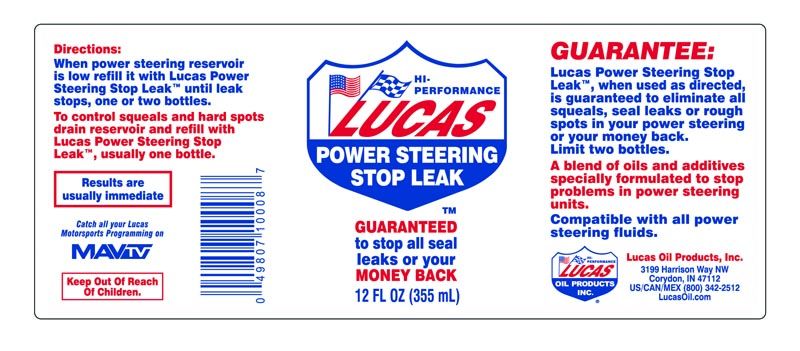 Directions:
When power steering reservoir
is low refill it with Lucas Power
Steering Stop Leak™ until leak
stops, one or two bottles.
To control squeals and hard spots
drain reservoir and refill with
Lucas Power Steering Stop
Leak™, usually one bottle.
Results are
usually immediate
Catch all your Lucas
Motorsports Programming on
MAVTV
Keep Out Of Reach
Of Children.
0 49807 10008 7
HI-
PERFORMANCE
LUCAS
POWER STEERING
STOP LEAK
TM
GUARANTEED
to stop all seal
leaks or your
MONEY BACK
12 FL OZ (355 mL)
GUARANTEE:
Lucas Power Steering Stop
Leak™, when used as directed,
is guaranteed to eliminate all
squeals, seal leaks or rough
spots in your power steering
or your money back.
Limit two bottles.
A blend of oils and additives
specially formulated to stop
problems in power steering
units.
Compatible with all power
steering fluids.
HI-
PERFORMANCE
LUCAS
OIL PRODUCTS
INC.
®
Lucas Oil Products, Inc.
3199 Harrison Way NW
Corydon, IN 47112
US/CAN/MEX (800) 342-2512
LucasOil.com